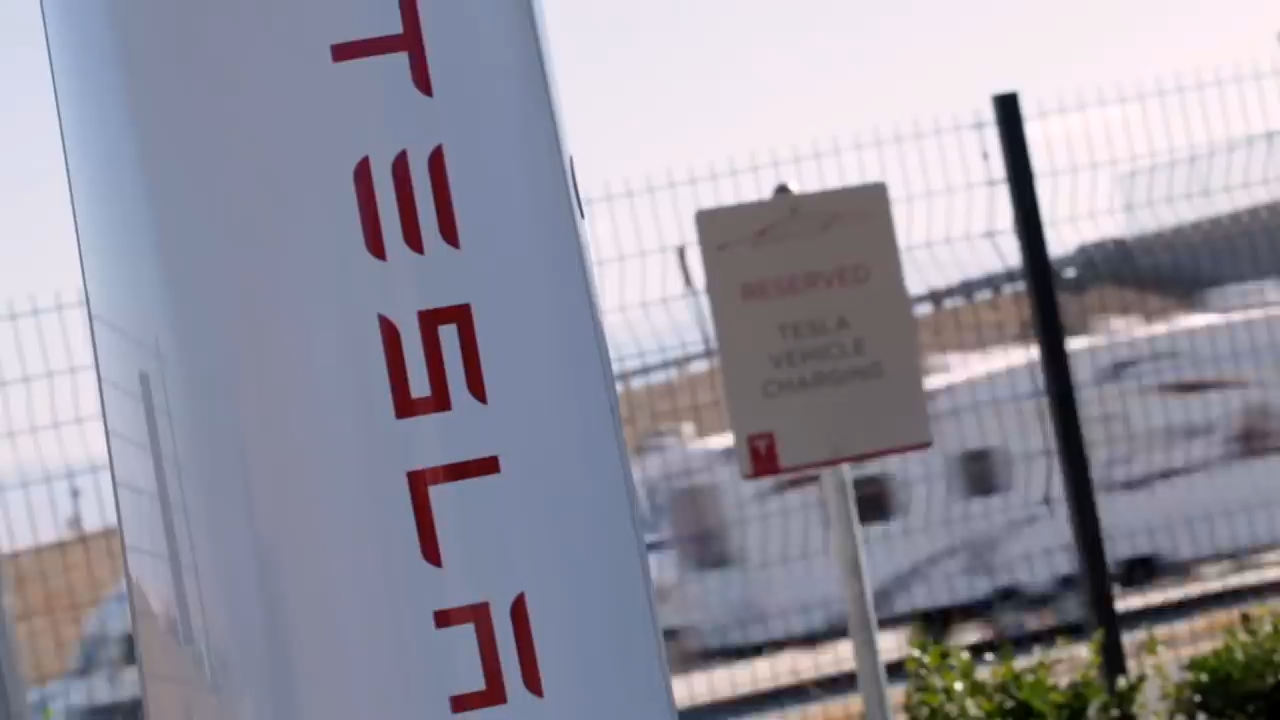 TESLA
RESERVED
TESLA
VEHICLE
CHARGING